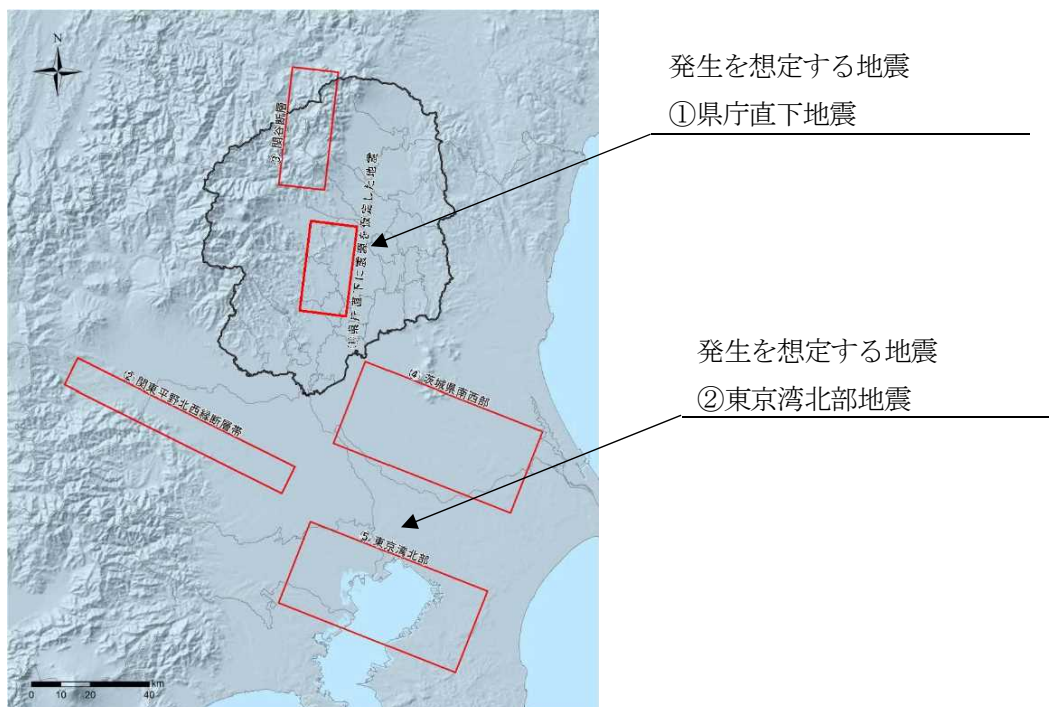 N
発生を想定する地震
①県庁直下地震
(3) 関谷断層
(1) 県庁直下に震源を仮定した地震
発生を想定する地震
②東京湾北部地震
(2) 関東平野北西縁断層帯
(4) 茨城県南西部
(5) 東京湾北部
km
0 10 20 40